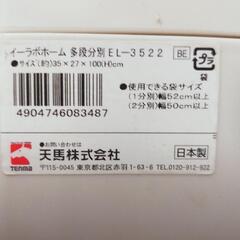 イーラボホーム 多段分別 EL-3522 BE
●サイズ(約)35×27×100(H)cm
プラ
袋
4904746083487
●使用できる袋サイズ
(1分別)幅52cm以上
(2分別)幅50cm以上
TENMA
●お問い合わせは
天馬株式会社 日本製
〒115-0045 東京都北区赤羽1-63-6 TEL.0120-912-922